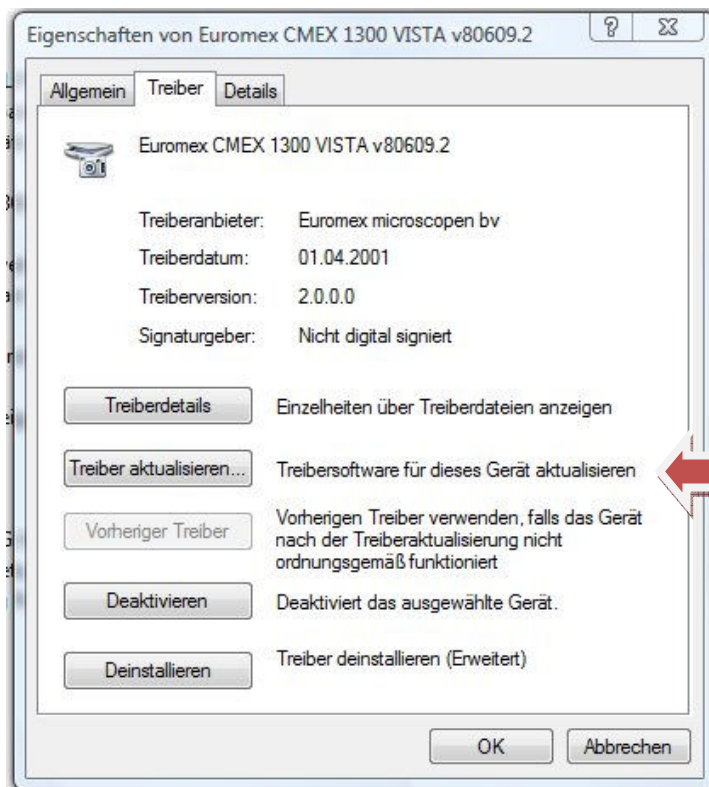 Eigenschaften von Euromex CMEX 1300 VISTA v80609.2
Allgemein Treiber Details
Euromex CMEX 1300 VISTA v80609.2
Treiberanbieter: Euromex microscopen bv
Treiberdatum: 01.04.2001
Treiberversion: 2.0.0.0
Signaturgeber: Nicht digital signiert
Treiberdetails Einzelheiten über Treiberdateien anzeigen
Treiber aktualisieren... Treibersoftware für dieses Gerät aktualisieren
Vorheriger Treiber Vorherigen Treiber verwenden, falls das Gerät
nach der Treiberaktualisierung nicht
ordnungsgemäß funktioniert
Deaktivieren Deaktiviert das ausgewählte Gerät.
Deinstallieren Treiber deinstallieren (Erweitert)
OK Abbrechen